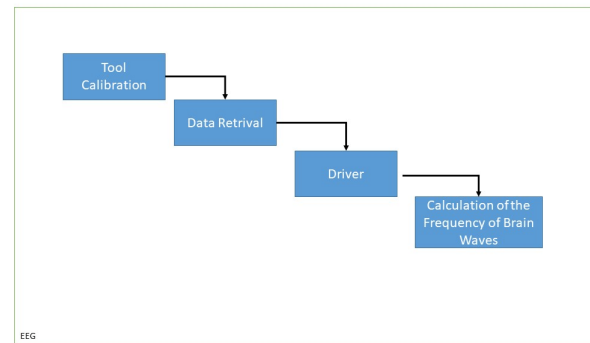 Tool
Calibration
Data Retrival
Driver
Calculation of the
Frequency of Brain
Waves
EEG